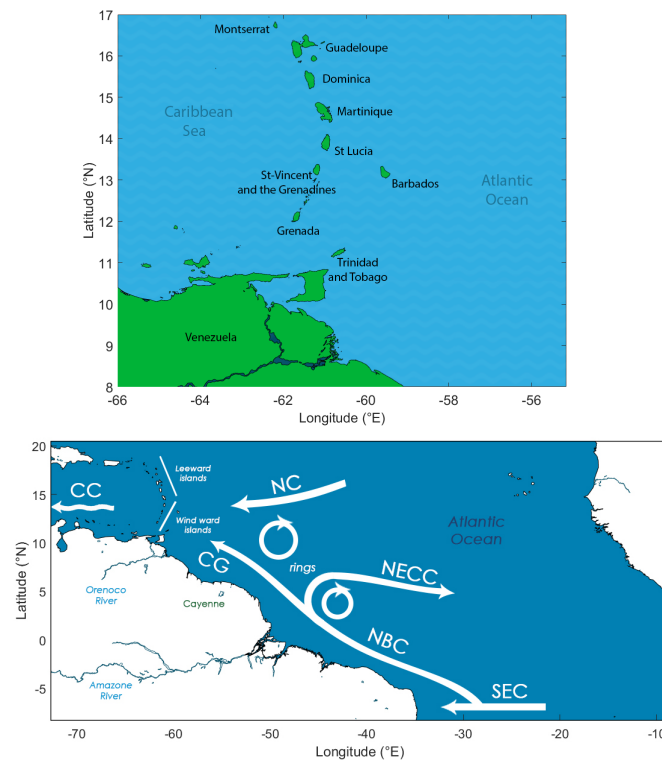 17
16
15
14
13
12
11
10
9
8
Latitude (°N)
Montserrat
Guadeloupe
Dominica
Martinique
Caribbean
Sea
St Lucia
St-Vincent
and the Grenadines
Barbados
Atlantic
Ocean
Grenada
Trinidad
and Tobago
Venezuela
-66
-64
-62
-60
-58
-56
Longitude (°E)
20
15
10
5
0
-5
Latitude (°N)
CC
Leeward
islands
NC
Wind ward
islands
Atlantic
Ocean
CG
rings
NECC
Orenoco
River
Cayenne
NBC
Amazone
River
SEC
-70
-60
-50
-40
-30
-20
-10
Longitude (°E)